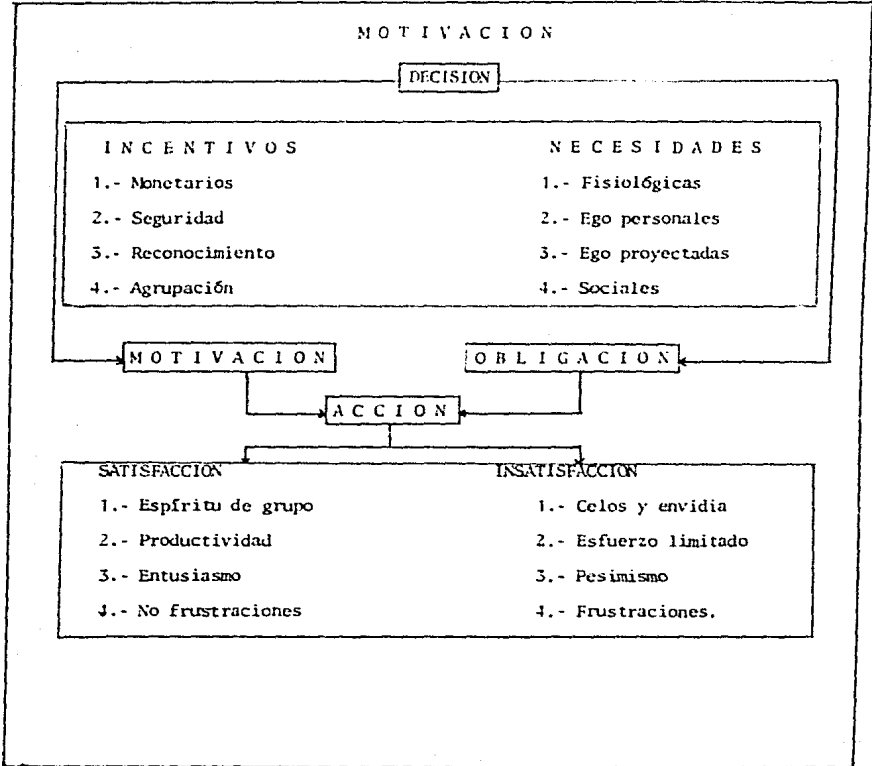 M O T I V A C I O N
DECISION
I N C E N T I V O S
1.- Monetarios
2.- Seguridad
3.- Reconocimiento
4.- Agrupación
N E C E S I D A D E S
1.- Fisiológicas
2.- Ego personales
3.- Ego proyectadas
4.- Sociales
M O T I V A C I O N
O B L I G A C I O N
A C C I O N
SATISFACCION
1.- Espíritu de grupo
2.- Productividad
3.- Entusiasmo
4.- No frustraciones
INSATISFACCION
1.- Celos y envidia
2.- Esfuerzo limitado
3.- Pesimismo
4.- Frustraciones.